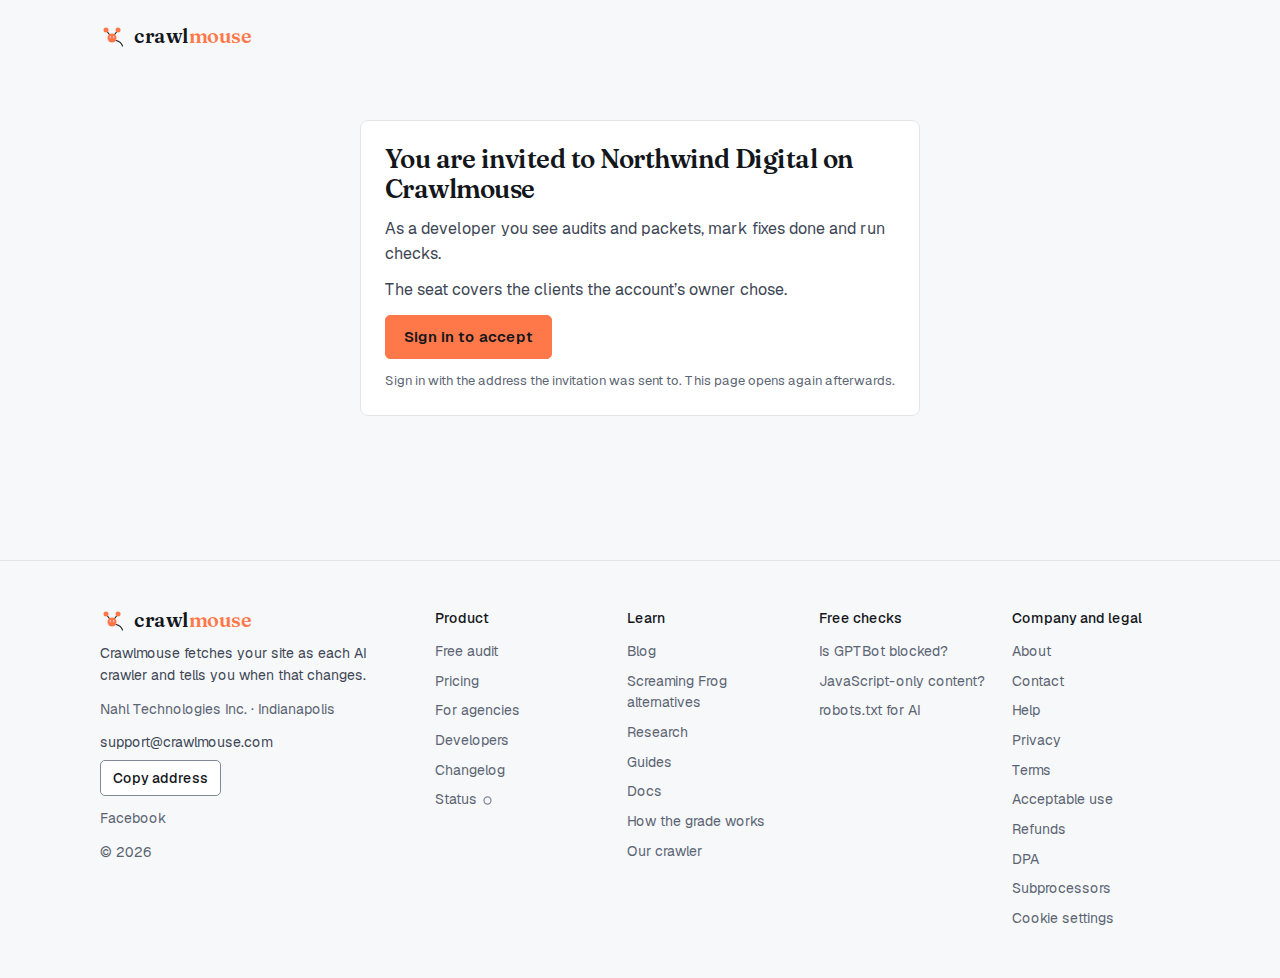 crawlmouse
You are invited to Northwind Digital on
Crawlmouse
As a developer you see audits and packets, mark fixes done and run
checks.
The seat covers the clients the account’s owner chose.
Sign in to accept
Sign in with the address the invitation was sent to. This page opens again afterwards.
crawlmouse
Crawlmouse fetches your site as each AI
crawler and tells you when that changes.
Nahl Technologies Inc. · Indianapolis
support@crawlmouse.com
Copy address
Facebook
© 2026
Product
Free audit
Pricing
For agencies
Developers
Changelog
Status
Learn
Blog
Screaming Frog
alternatives
Research
Guides
Docs
How the grade works
Our crawler
Free checks
Is GPTBot blocked?
JavaScript-only content?
robots.txt for AI
Company and legal
About
Contact
Help
Privacy
Terms
Acceptable use
Refunds
DPA
Subprocessors
Cookie settings